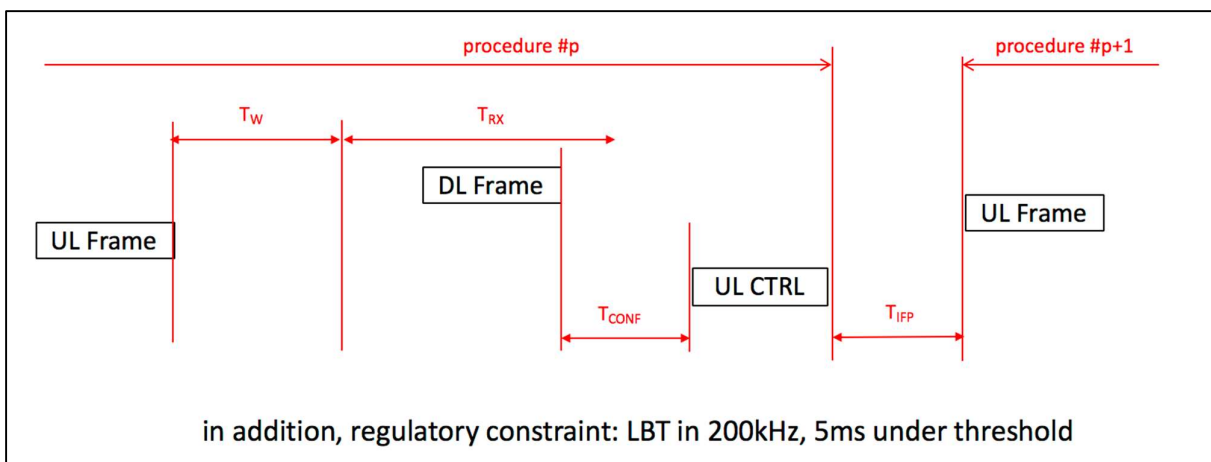 procedure #p
procedure #p+1
TW
TRX
DL Frame
UL Frame
UL Frame
UL CTRL
TCONF
TIFP
in addition, regulatory constraint: LBT in 200kHz, 5ms under threshold